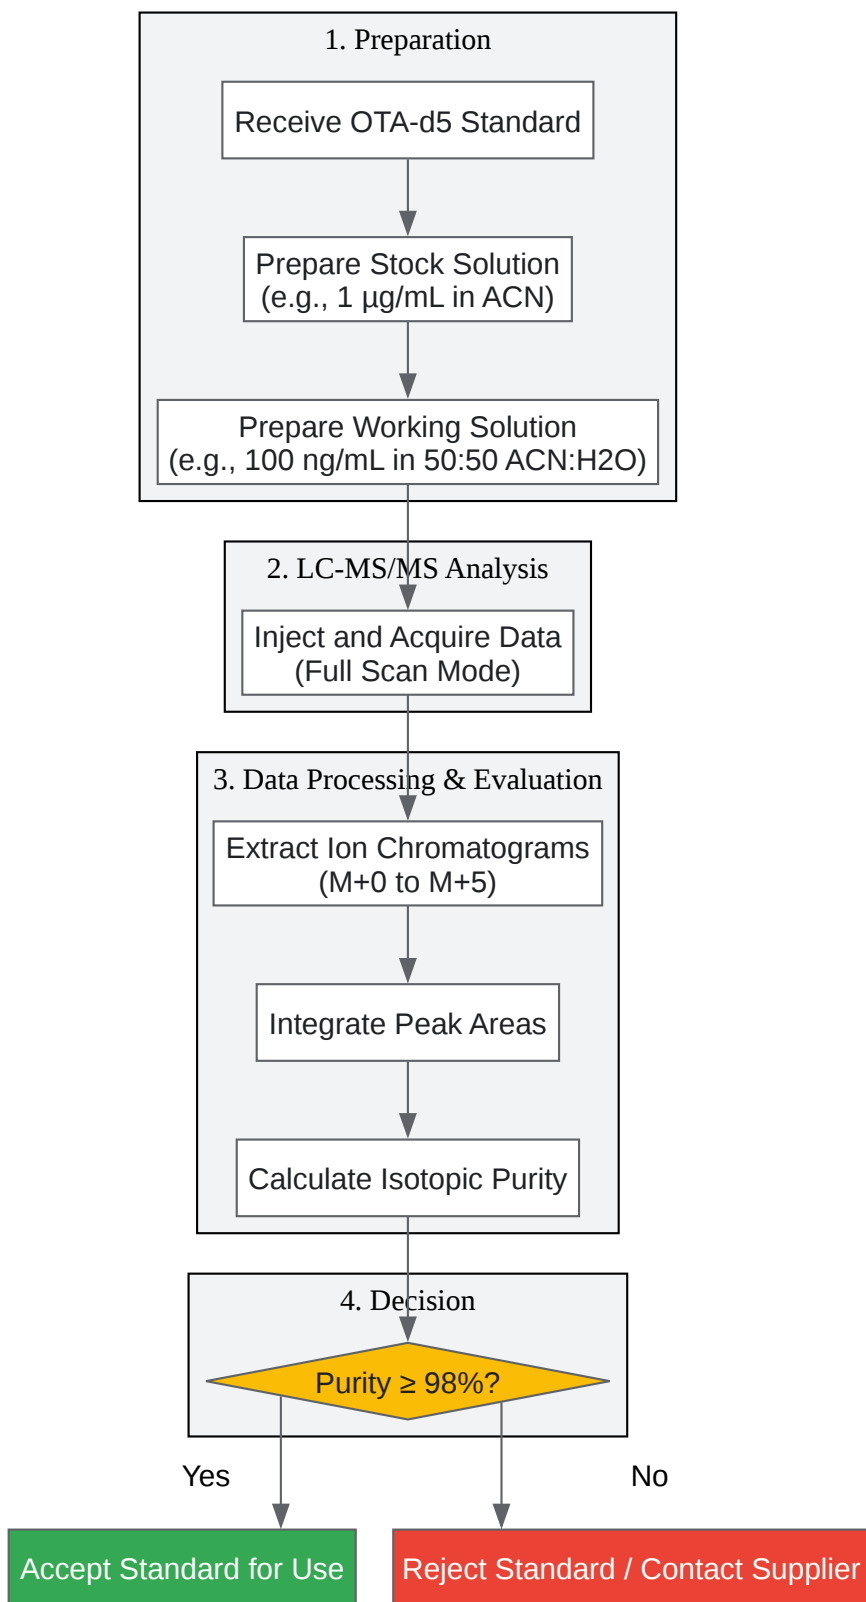 1. Preparation
Receive OTA-d5 Standard
Prepare Stock Solution
(e.g., 1 µg/mL in ACN)
Prepare Working Solution
(e.g., 100 ng/mL in 50:50 ACN:H2O)
2. LC-MS/MS Analysis
Inject and Acquire Data
(Full Scan Mode)
3. Data Processing & Evaluation
Extract Ion Chromatograms
(M+0 to M+5)
Integrate Peak Areas
Calculate Isotopic Purity
4. Decision
Purity ≥ 98%?
Yes
No
Accept Standard for Use
Reject Standard / Contact Supplier